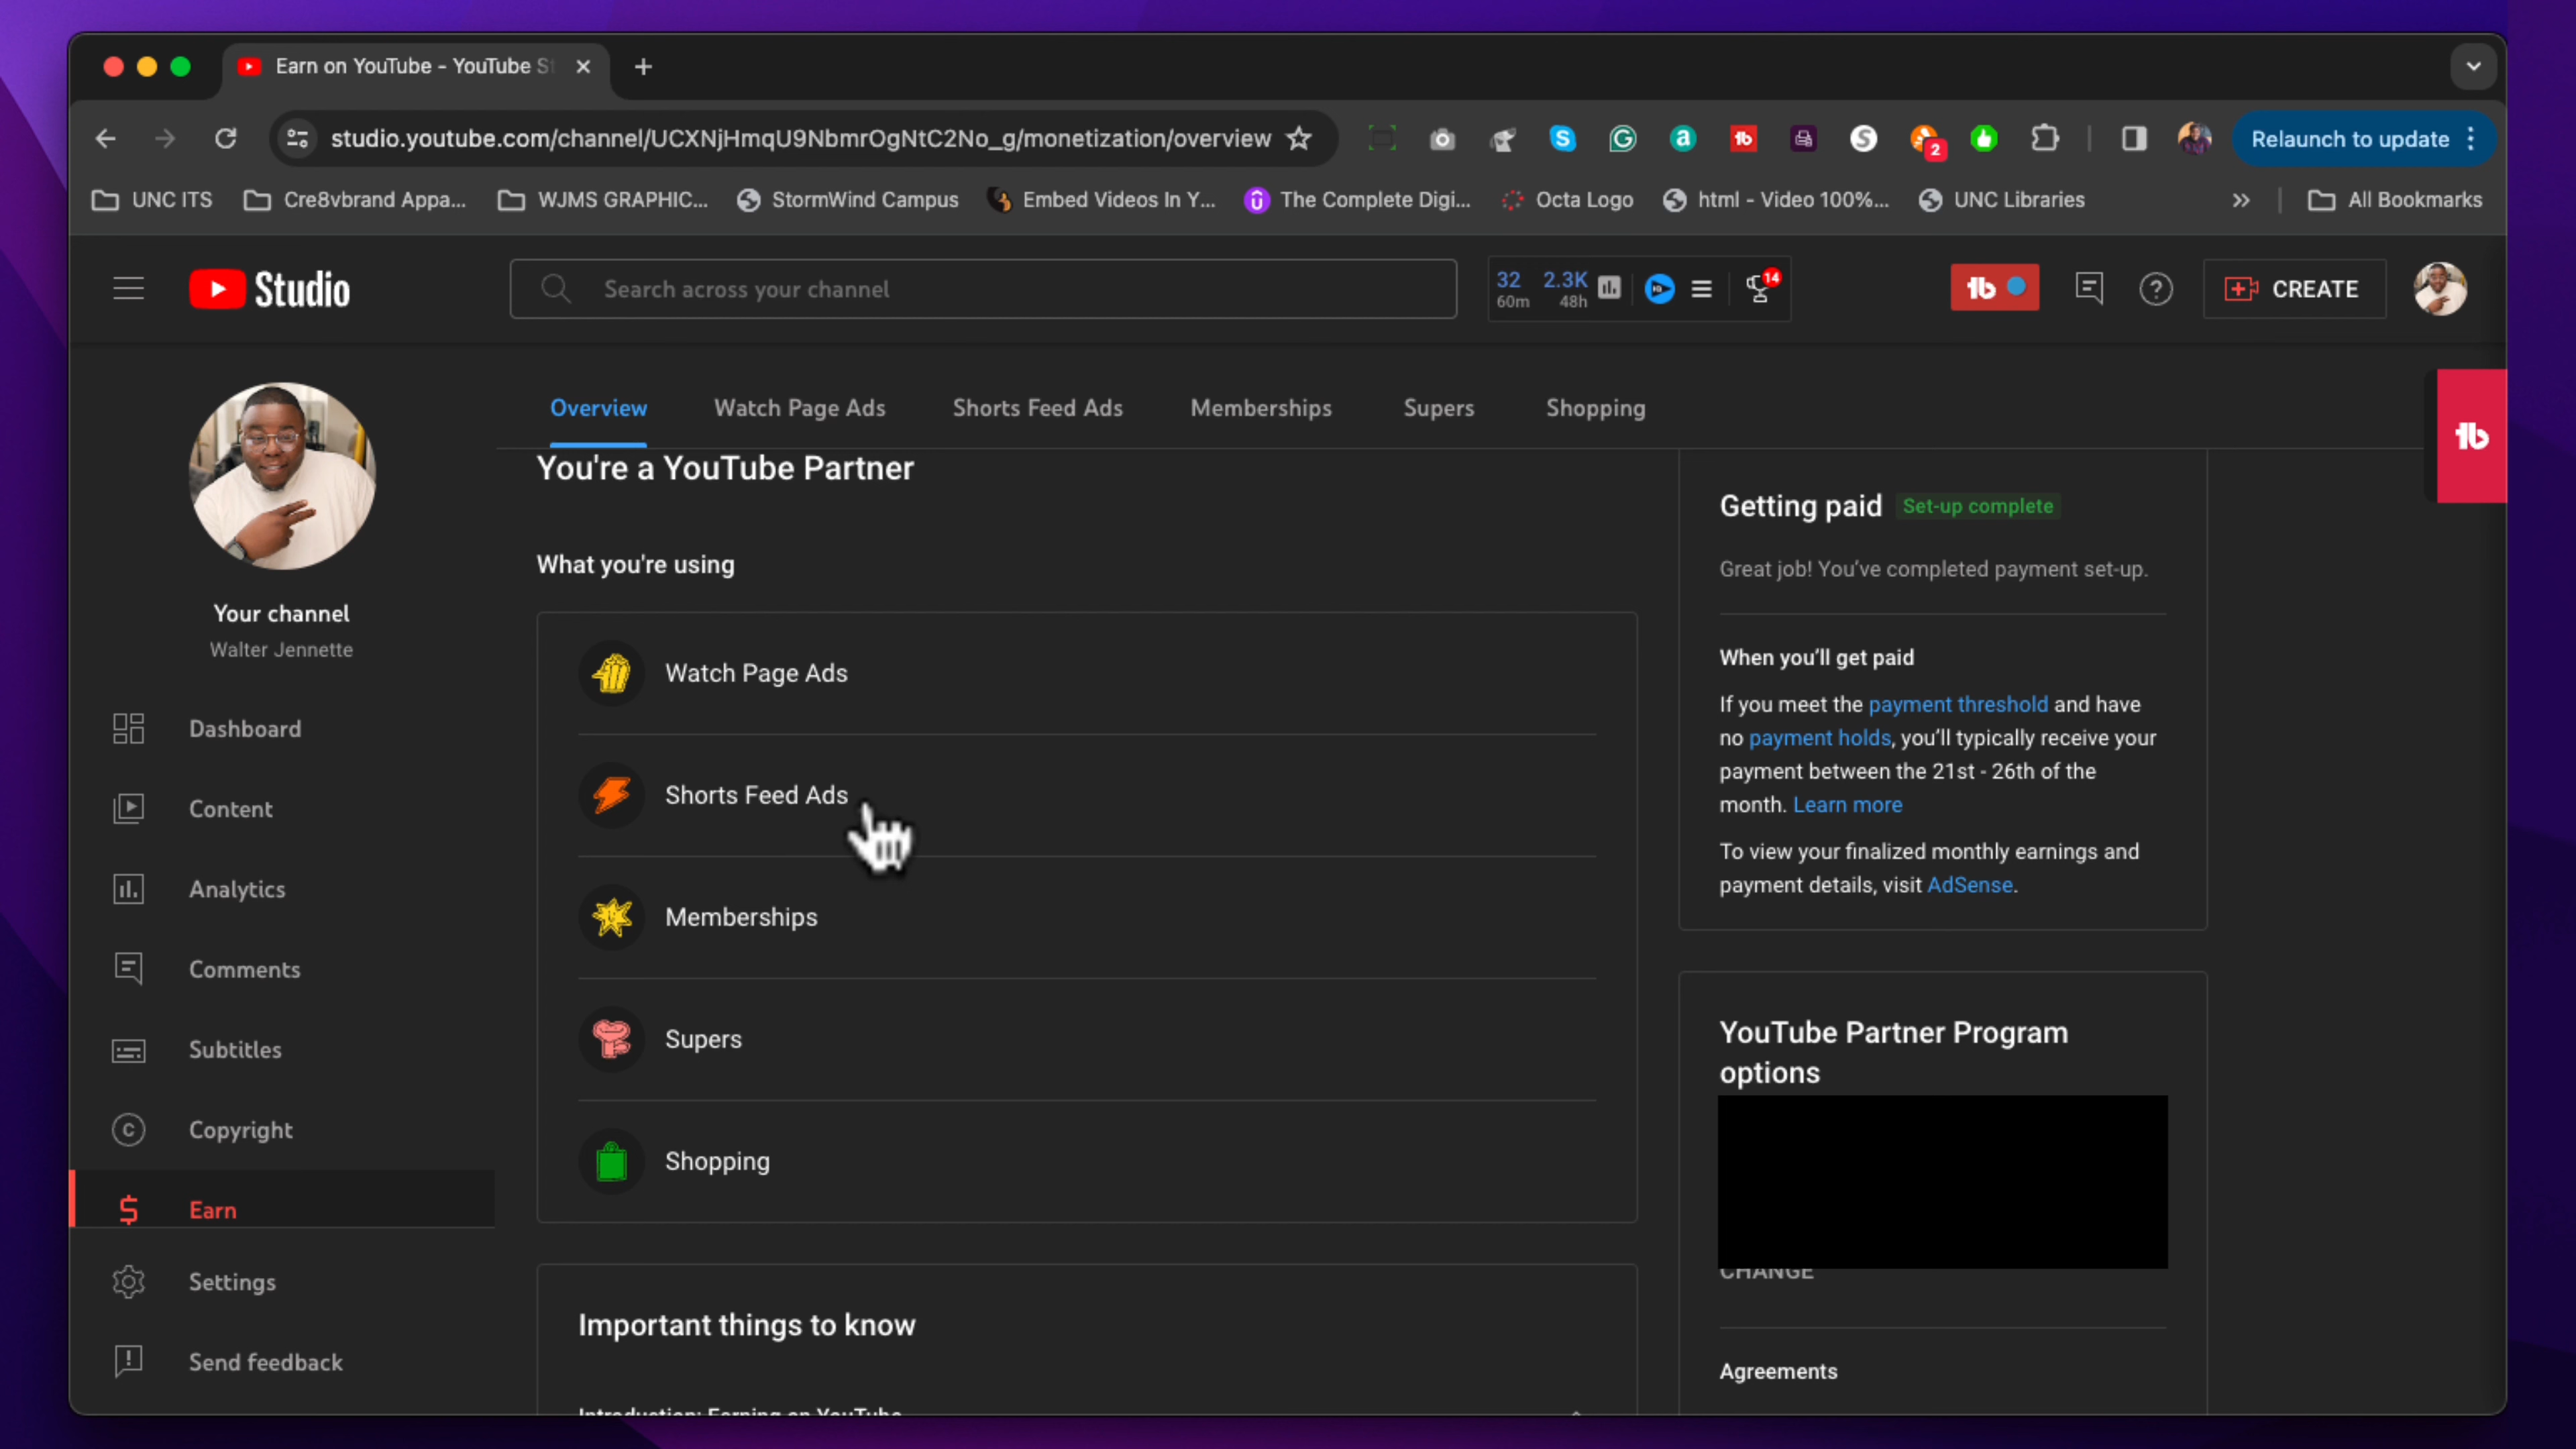 Earn on YouTube - YouTube St
studio.youtube.com/channel/UCXNjHmqU9NbmrOgNtC2No_g/monetization/overview
2
Relaunch to update
UNC ITS
Cre8vbrand Appa...
WJMS GRAPHIC...
StormWind Campus
Embed Videos In Y...
The Complete Digi...
Octa Logo
html - Video 100%...
UNC Libraries
All Bookmarks
Studio
Search across your channel
32
60m
2.3K
48h
14
CREATE
Overview
Watch Page Ads
Shorts Feed Ads
Memberships
Supers
Shopping
Your channel
Walter Jennette
Dashboard
Content
Analytics
Comments
Subtitles
Copyright
Earn
Settings
Send feedback
You're a YouTube Partner
What you're using
Watch Page Ads
Shorts Feed Ads
Memberships
Supers
Shopping
Important things to know
Introduction: Earning on YouTube
Getting paid Set-up complete
Great job! You've completed payment set-up.
When you'll get paid
If you meet the payment threshold and have
no payment holds, you'll typically receive your
payment between the 21st - 26th of the
month. Learn more
To view your finalized monthly earnings and
payment details, visit AdSense.
YouTube Partner Program
options
CHANGE
Agreements